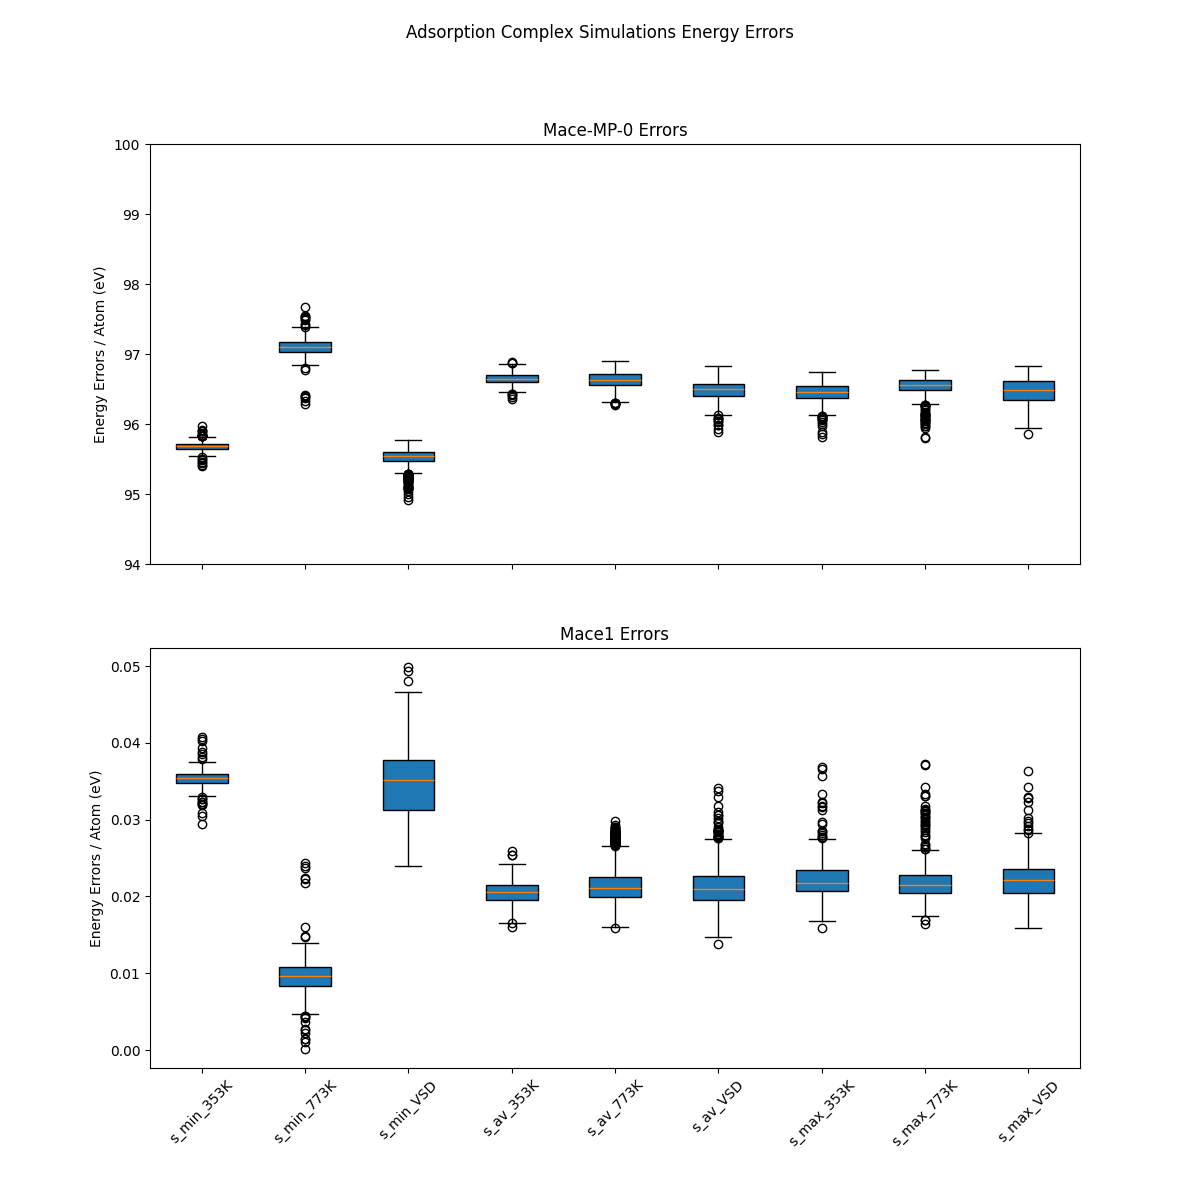 Adsorption Complex Simulations Energy Errors
Mace-MP-0 Errors
100
99
98
97
96
95
94
Energy Errors / Atom (eV)
Mace1 Errors
0.05
0.04
0.03
0.02
0.01
0.00
Energy Errors / Atom (eV)
s_min_353K
s_min_773K
s_min_VSD
s_av_353K
s_av_773K
s_av_VSD
s_max_353K
s_max_773K
s_max_VSD